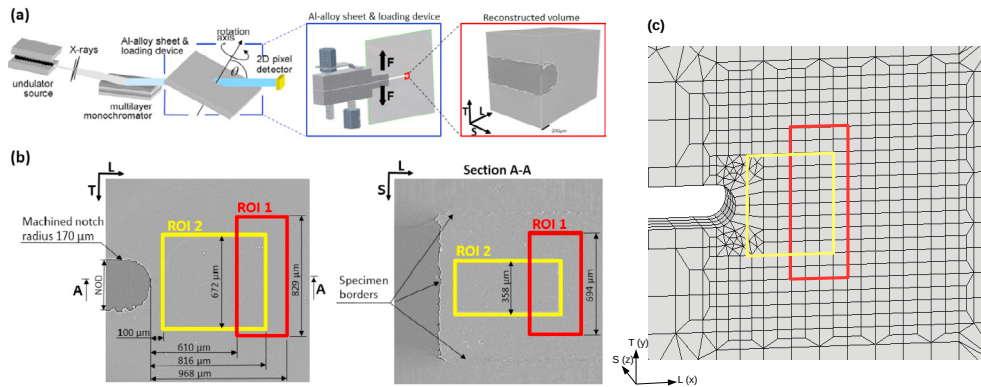 (a)
X-rays
undulator
source
multilayer
monochromator
Al-alloy sheet &
loading device
rotation
axis
θ
2D pixel
detector
Al-alloy sheet & loading device
F
F
Reconstructed volume
T
L
S
200µm
(b)
L
T
Machined notch
radius 170 µm
NOD
A
A
ROI 2
ROI 1
672 µm
829 µm
100 µm
610 µm
816 µm
968 µm
Section A-A
L
S
ROI 1
ROI 2
358 µm
694 µm
Specimen
borders
(c)
T (y)
S (z)
L (x)